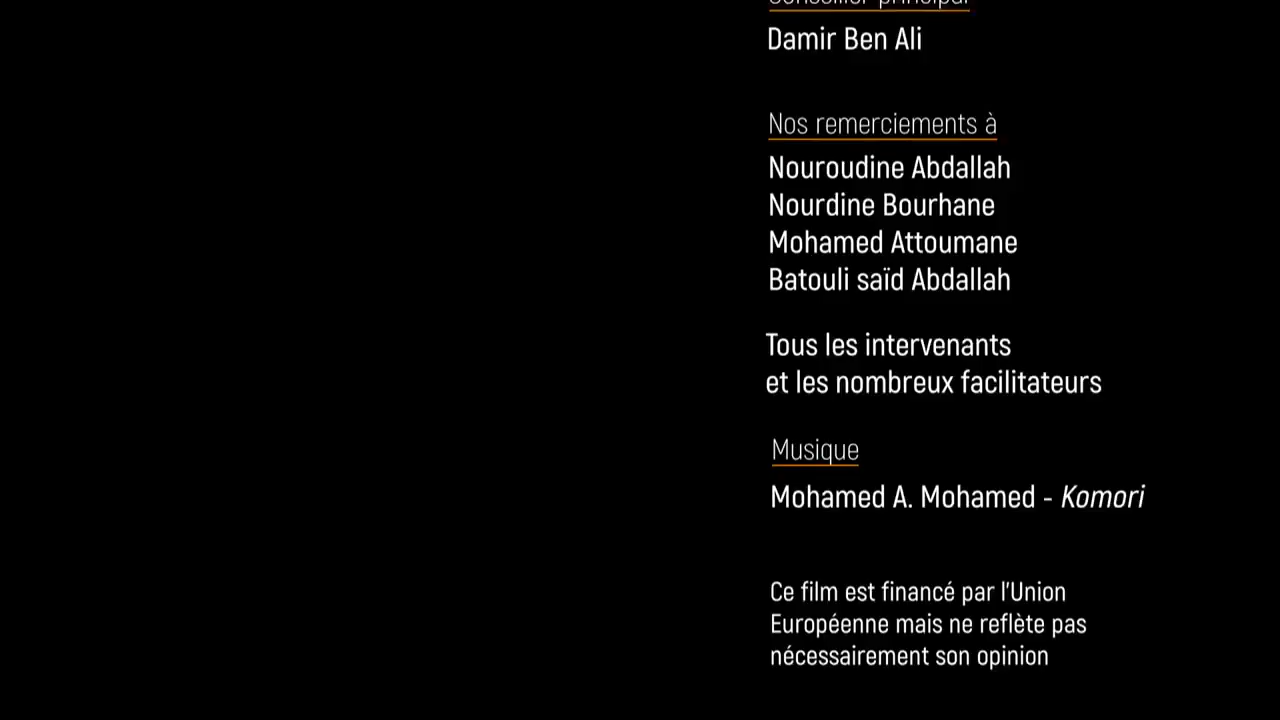 Conseiller principal
Damir Ben Ali
Nos remerciements à
Nouroudine Abdallah
Nourdine Bourhane
Mohamed Attoumane
Batouli saïd Abdallah
Tous les intervenants
et les nombreux facilitateurs
Musique
Mohamed A. Mohamed - Komori
Ce film est financé par l'Union
Européenne mais ne reflète pas
nécessairement son opinion